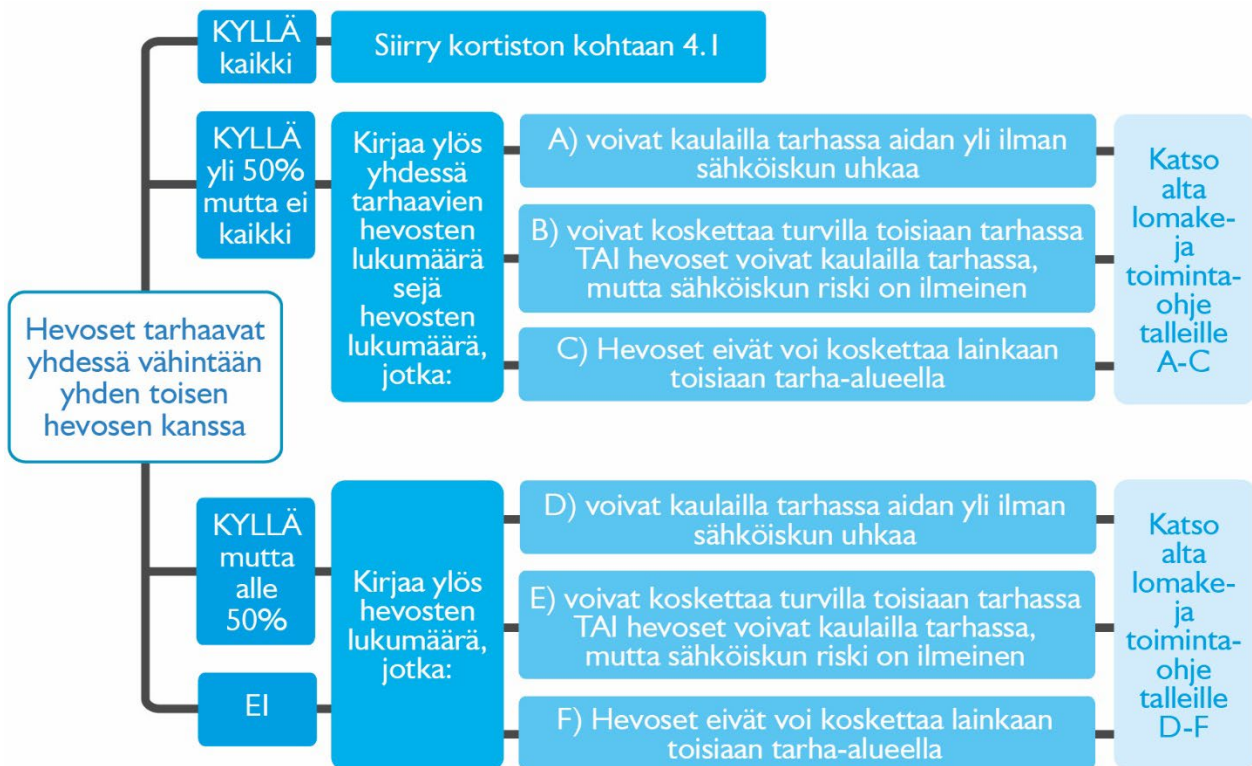 KYLLÄ
kaikki
Siirry kortiston kohtaan 4.1
KYLLÄ
yli 50%
mutta ei
kaikki
Kirjaa ylös
yhdessä
tarhaavien
hevosten
lukumäärä
sejä
hevosten
lukumäärä,
jotka:
A) voivat kaulailla tarhassa aidan yli ilman
sähköiskun uhkaa
B) voivat koskettaa turvilla toisiaan tarhassa
TAI hevoset voivat kaulailla tarhassa,
mutta sähköiskun riski on ilmeinen
C) Hevoset eivät voi koskettaa lainkaan
toisiaan tarha-alueella
Katso
alta
lomake-
ja
toiminta-
ohje
talleille
A-C
Hevoset tarhaavat
yhdessä vähintään
yhden toisen
hevosen kanssa
KYLLÄ
mutta
alle
50%
EI
Kirjaa ylös
hevosten
lukumäärä,
jotka:
D) voivat kaulailla tarhassa aidan yli ilman
sähköiskun uhkaa
E) voivat koskettaa turvilla toisiaan tarhassa
TAI hevoset voivat kaulailla tarhassa,
mutta sähköiskun riski on ilmeinen
F) Hevoset eivät voi koskettaa lainkaan
toisiaan tarha-alueella
Katso
alta
lomake-
ja
toiminta-
ohje
talleille
D-F